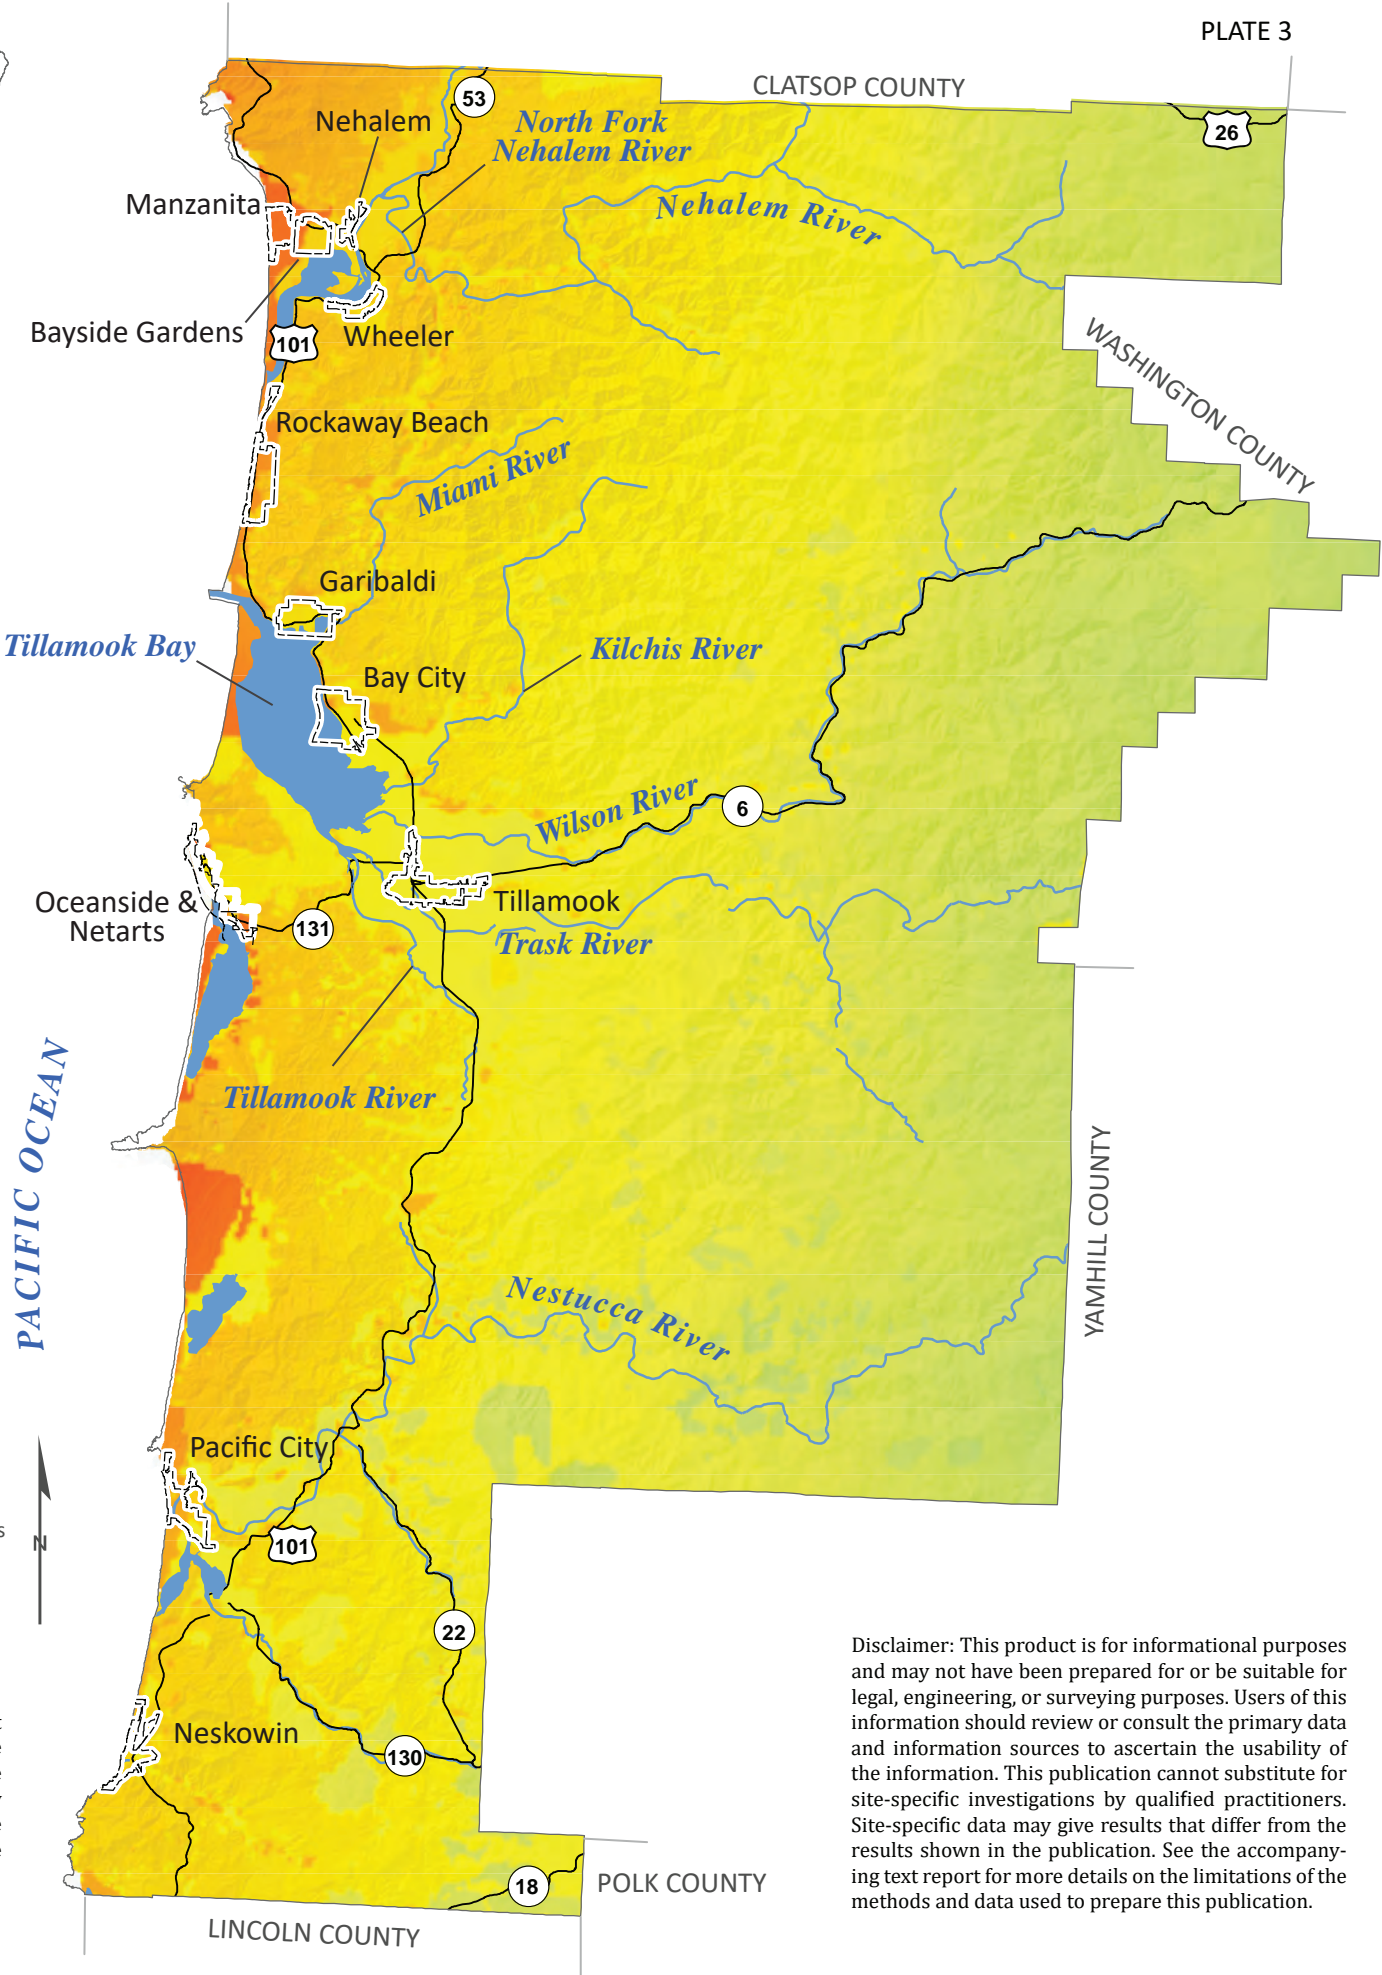 PLATE 3
CLATSOP COUNTY
53
26
Nehalem
North Fork
Nehalem River
Manzanita
Nehalem River
Bayside Gardens
101
Wheeler
WASHINGTON COUNTY
Rockaway Beach
Miami River
Garibaldi
Tillamook Bay
Kilchis River
Bay City
Wilson River
6
Oceanside &
Netarts
131
Tillamook
Trask River
Tillamook River
PACIFIC OCEAN
YAMHILL COUNTY
Nestucca River
Pacific City
N
101
22
Neskowin
130
18
POLK COUNTY
LINCOLN COUNTY
Disclaimer: This product is for informational purposes
and may not have been prepared for or be suitable for
legal, engineering, or surveying purposes. Users of this
information should review or consult the primary data
and information sources to ascertain the usability of
the information. This publication cannot substitute for
site-specific investigations by qualified practitioners.
Site-specific data may give results that differ from the
results shown in the publication. See the accompany-
ing text report for more details on the limitations of the
methods and data used to prepare this publication.